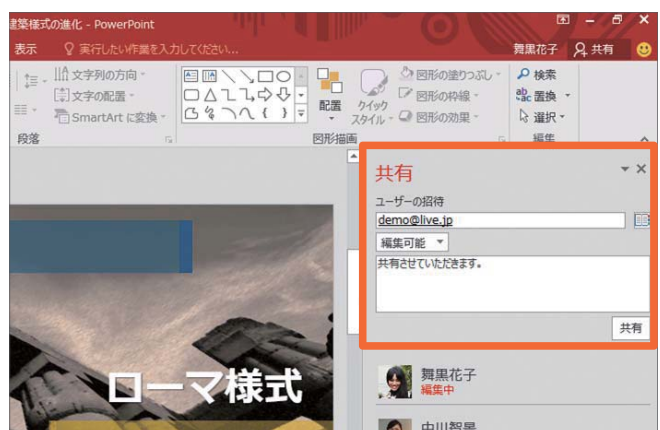 建築様式の進化 - PowerPoint
表示 実行したい作業を入力してください... 舞黒花子 共有
文字列の方向
文字の配置
SmartArt に変換
配置
クイック
スタイル
図形の塗りつぶし
図形の枠線
図形の効果
検索
置換
選択
段落 図形描画 編集
共有
ユーザーの招待
demo@live.jp
編集可能
共有させていただきます。
共有
舞黒花子
編集中
ローマ様式